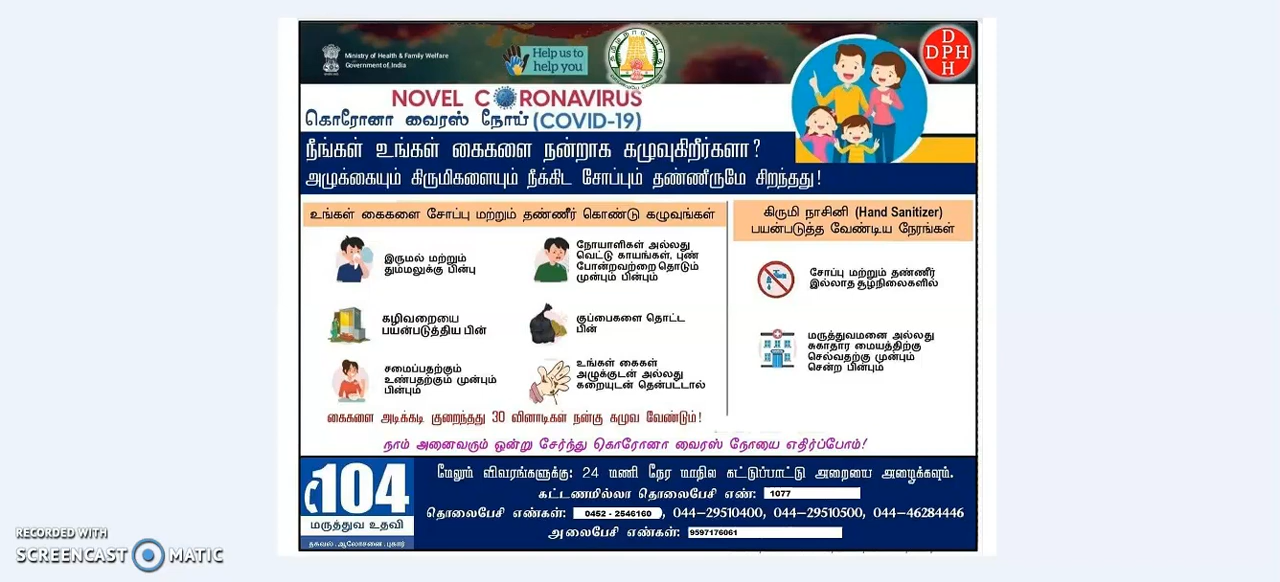 Ministry of Health & Family Welfare
Government of India
Help us to
help you
D
DPH
H
NOVEL CORONAVIRUS
கொரோனா வைரஸ் நோய் (COVID-19)
நீங்கள் உங்கள் கைகளை நன்றாக கழுவுகிறீர்களா?
அழுக்கையும் கிருமிகளையும் நீக்கிட சோப்பும் தண்ணீருமே சிறந்தது!
உங்கள் கைகளை சோப்பு மற்றும் தண்ணீர் கொண்டு கழுவுங்கள்
இருமல் மற்றும்
தும்மலுக்கு பின்பு
நோயாளிகள் அல்லது
வெட்டு காயங்கள், புண்
போன்றவற்றை தொடும்
முன்பும் பின்பும்
கழிவறையை
பயன்படுத்திய பின்
குப்பைகளை தொட்ட
பின்
சமைப்பதற்கும்
உண்பதற்கும் முன்பும்
பின்பும்
உங்கள் கைகள்
அழுக்குடன் அல்லது
கறையுடன் தென்பட்டால்
கிருமி நாசினி (Hand Sanitizer)
பயன்படுத்த வேண்டிய நேரங்கள்
சோப்பு மற்றும் தண்ணீர்
இல்லாத சூழ்நிலைகளில்
மருத்துவமனை அல்லது
சுகாதார மையத்திற்கு
செல்வதற்கு முன்பும்
சென்ற பின்பும்
கைகளை அடிக்கடி குறைந்தது 30 வினாடிகள் நன்கு கழுவ வேண்டும்!
நாம் அனைவரும் ஒன்று சேர்ந்து கொரோனா வைரஸ் நோயை எதிர்ப்போம்!
104
மருத்துவ உதவி
தகவல் . ஆலோசனை . புகார்
மேலும் விவரங்களுக்கு: 24 மணி நேர மாநில கட்டுப்பாட்டு அறையை அழைக்கவும்.
கட்டணமில்லா தொலைபேசி எண்: 1077
தொலைபேசி எண்கள்: 0452 - 2546160, 044-29510400, 044-29510500, 044-46284446
அலைபேசி எண்கள்: 9597176061
RECORDED WITH
SCREENCAST MATIC